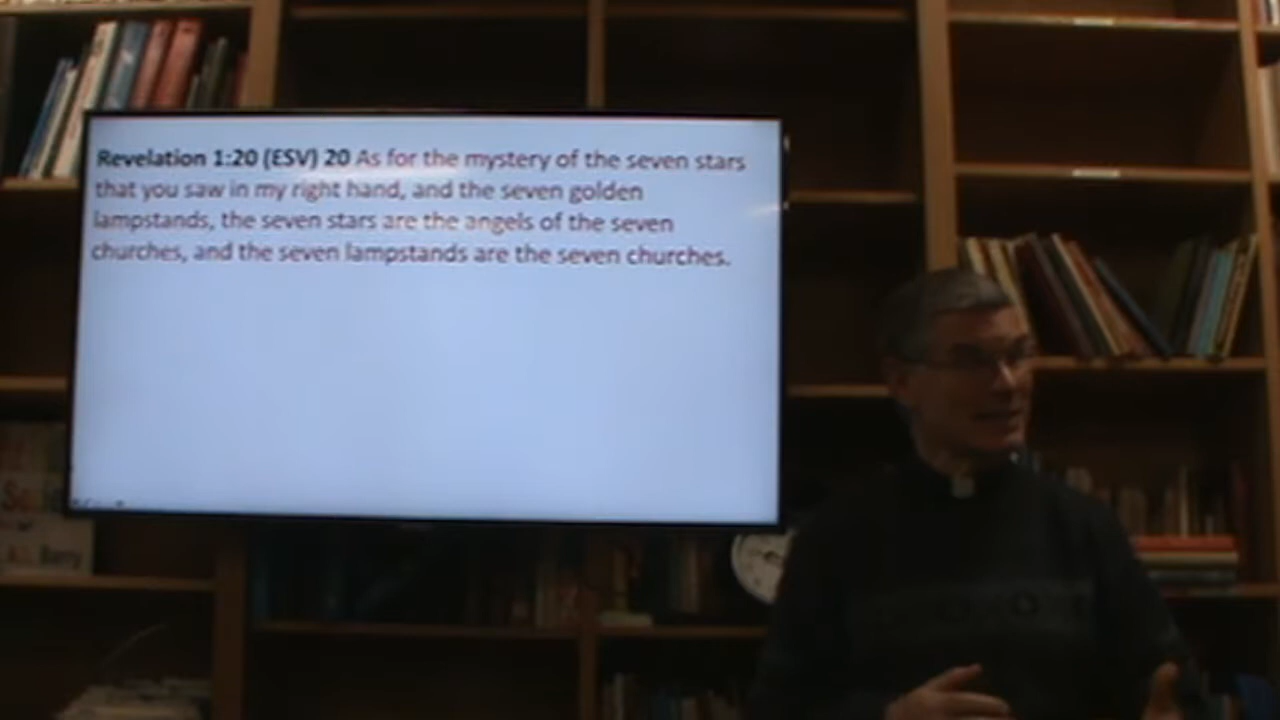 Revelation 1:20 (ESV) 20 As for the mystery of the seven stars
that you saw in my right hand, and the seven golden
lampstands, the seven stars are the angels of the seven
churches, and the seven lampstands are the seven churches.